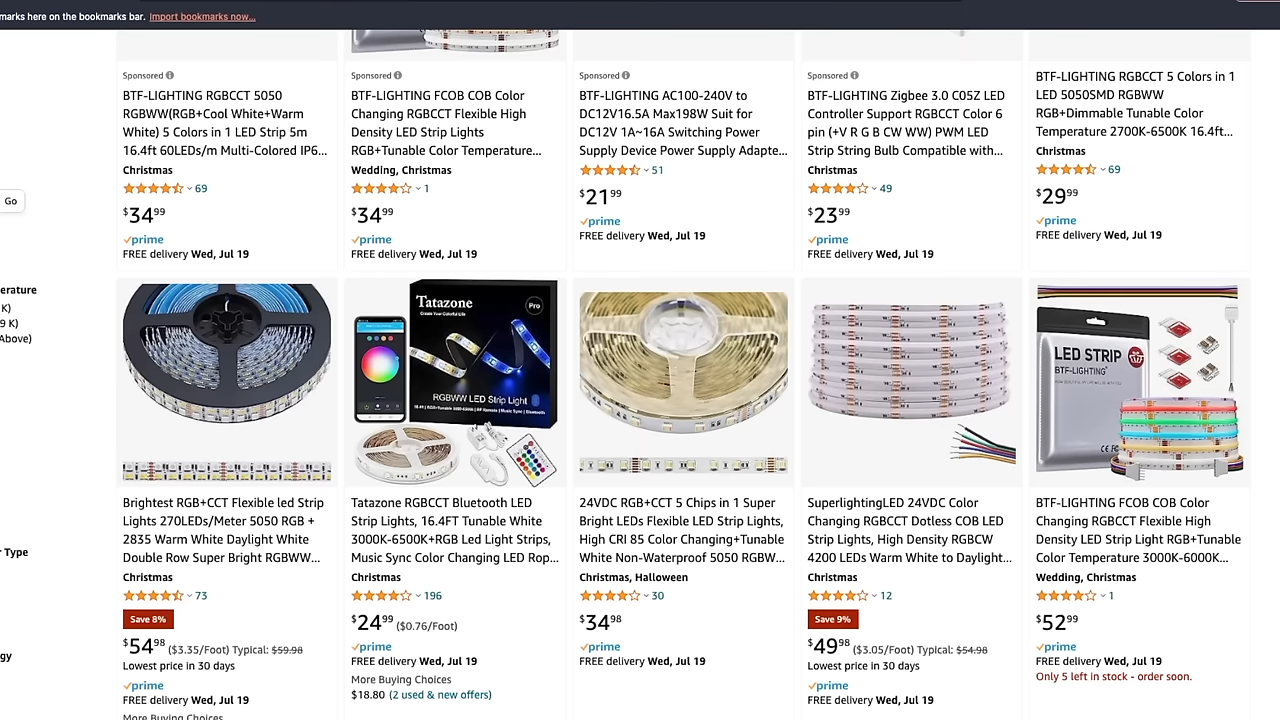 marks here on the bookmarks bar. Import bookmarks now...
Sponsored
BTF-LIGHTING RGBCCT 5050
RGBWW(RGB+Cool White+Warm
White) 5 Colors in 1 LED Strip 5m
16.4ft 60LEDs/m Multi-Colored IP6...
Christmas
69
$34 99
prime
FREE delivery Wed, Jul 19
Sponsored
BTF-LIGHTING FCOB COB Color
Changing RGBCCT Flexible High
Density LED Strip Lights
RGB+Tunable Color Temperature...
Wedding, Christmas
1
$34 99
prime
FREE delivery Wed, Jul 19
Sponsored
BTF-LIGHTING AC100-240V to
DC12V16.5A Max198W Suit for
DC12V 1A~16A Switching Power
Supply Device Power Supply Adapte...
51
$21 99
prime
FREE delivery Wed, Jul 19
Sponsored
BTF-LIGHTING Zigbee 3.0 C05Z LED
Controller Support RGBCCT Color 6
pin (+V R G B CW WW) PWM LED
Strip String Bulb Compatible with...
Christmas
49
$23 99
prime
FREE delivery Wed, Jul 19
BTF-LIGHTING RGBCCT 5 Colors in 1
LED 5050SMD RGBWW
RGB+Dimmable Tunable Color
Temperature 2700K-6500K 16.4ft...
Christmas
69
$29 99
prime
FREE delivery Wed, Jul 19
Go
erature
K)
9 K)
Above)
r Type
gy
Brightest RGB+CCT Flexible led Strip
Lights 270LEDs/Meter 5050 RGB +
2835 Warm White Daylight White
Double Row Super Bright RGBWW...
Christmas
73
Save 8%
$54 98 ($3.35/Foot) Typical: $59.98
Lowest price in 30 days
prime
FREE delivery Wed, Jul 19
More Buying Choices
Tatazone
Create Your Colorful Life
Pro
RGBWW LED Strip Light
Tatazone RGBCCT Bluetooth LED
Strip Lights, 16.4FT Tunable White
3000K-6500K+RGB Led Light Strips,
Music Sync Color Changing LED Rop...
Christmas
196
$24 99 ($0.76/Foot)
prime
FREE delivery Wed, Jul 19
More Buying Choices
$18.80 (2 used & new offers)
24VDC RGB+CCT 5 Chips in 1 Super
Bright LEDs Flexible LED Strip Lights,
High CRI 85 Color Changing+Tunable
White Non-Waterproof 5050 RGBW...
Christmas, Halloween
30
$34 98
prime
FREE delivery Wed, Jul 19
SuperlightingLED 24VDC Color
Changing RGBCCT Dotless COB LED
Strip Lights, High Density RGBCW
4200 LEDs Warm White to Daylight...
Christmas
12
Save 9%
$49 98 ($3.05/Foot) Typical: $54.98
Lowest price in 30 days
prime
FREE delivery Wed, Jul 19
LED STRIP
BTF-LIGHTING
BTF-LIGHTING FCOB COB Color
Changing RGBCCT Flexible High
Density LED Strip Light RGB+Tunable
Color Temperature 3000K-6000K...
Wedding, Christmas
1
$52 99
prime
FREE delivery Wed, Jul 19
Only 5 left in stock - order soon.